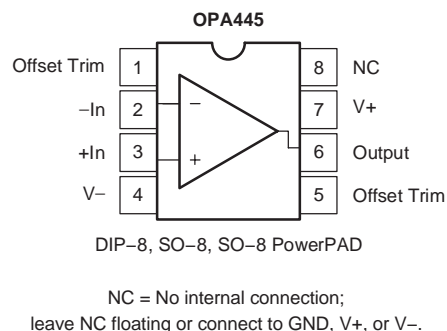 OPA445
Offset Trim 1 8 NC
−In 2 7 V+
− 
+In 3 6 Output
+
V− 4 5 Offset Trim
DIP−8, SO−8, SO−8 PowerPAD
NC = No internal connection;
leave NC floating or connect to GND, V+, or V−.